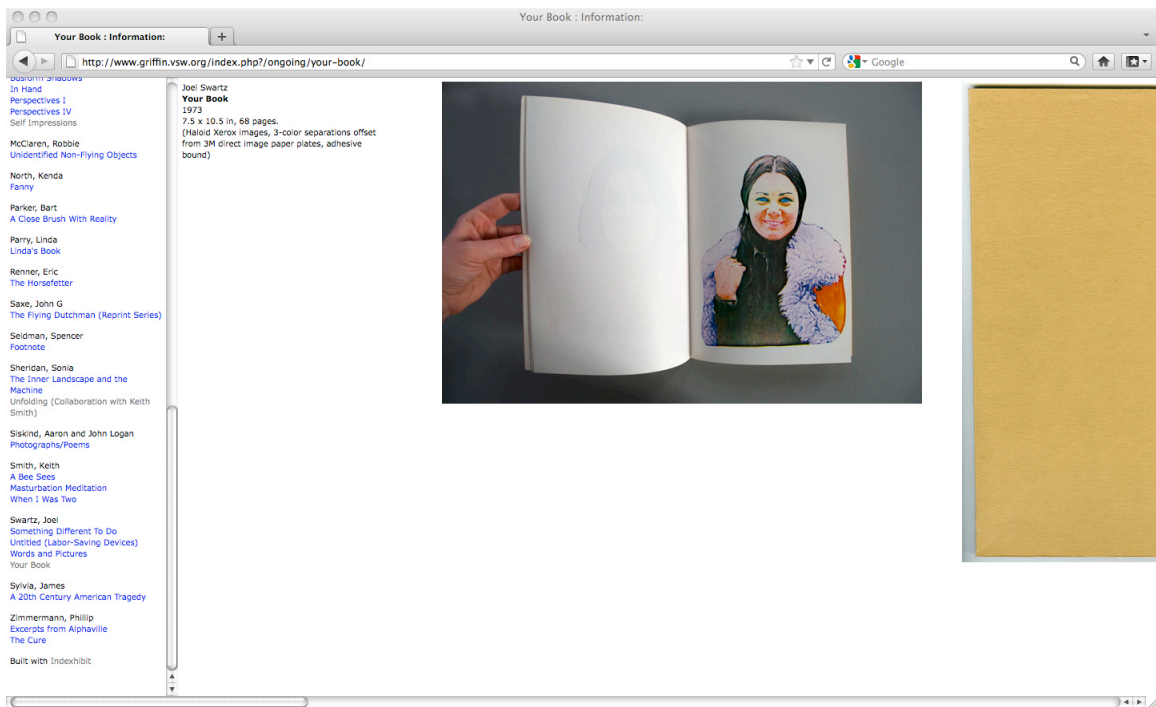 Your Book : Information:
Your Book : Information:
http://www.griffin.vsw.org/index.php?/ongoing/your-book/
Google
Busform Shadows
In Hand
Perspectives I
Perspectives IV
Self Impressions
McClaren, Robbie
Unidentified Non-Flying Objects
North, Kenda
Fanny
Parker, Bart
A Close Brush With Reality
Parry, Linda
Linda's Book
Renner, Eric
The Horsefetter
Saxe, John G
The Flying Dutchman (Reprint Series)
Seidman, Spencer
Footnote
Sheridan, Sonia
The Inner Landscape and the
Machine
Unfolding (Collaboration with Keith
Smith)
Siskind, Aaron and John Logan
Photographs/Poems
Smith, Keith
A Bee Sees
Masturbation Meditation
When I Was Two
Swartz, Joel
Something Different To Do
Untitled (Labor-Saving Devices)
Words and Pictures
Your Book
Sylvia, James
A 20th Century American Tragedy
Zimmermann, Phillip
Excerpts from Alphaville
The Cure
Built with Indexhibit
Joel Swartz
Your Book
1973
7.5 x 10.5 in, 68 pages.
(Haloid Xerox images, 3-color separations offset
from 3M direct image paper plates, adhesive
bound)